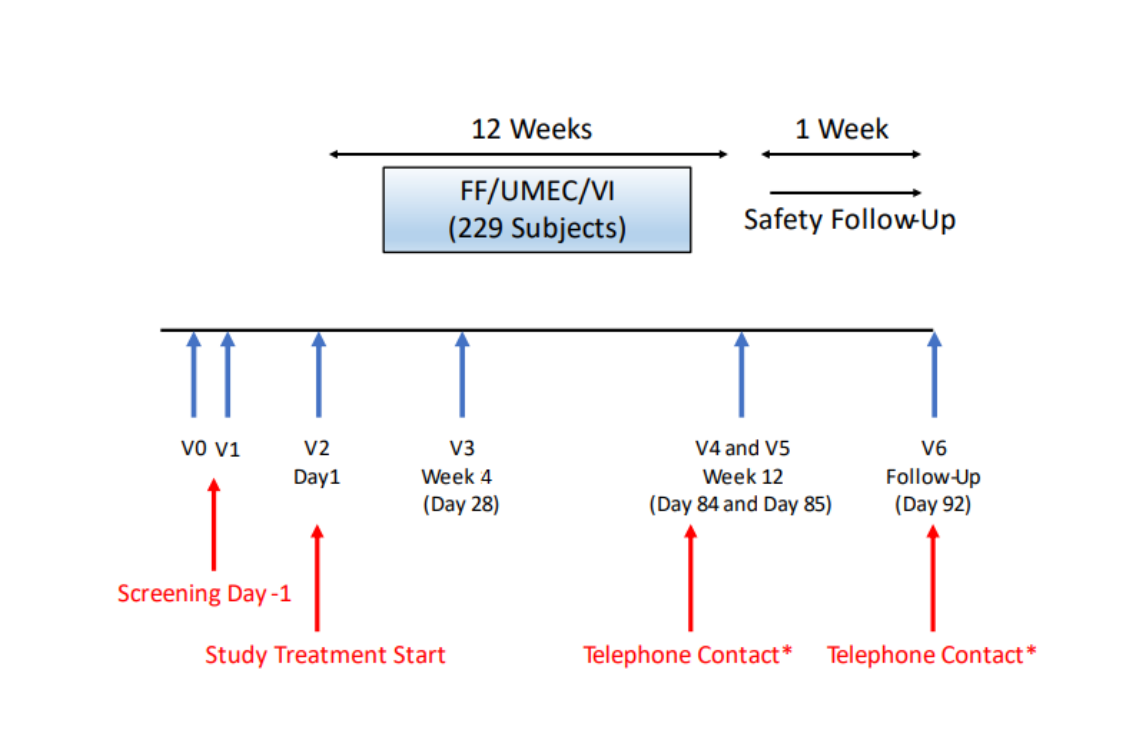 12 Weeks
1 Week
FF/UMEC/VI
(229 Subjects)
Safety Follow-Up
V0 V1
V2
Day1
V3
Week 4
(Day 28)
V4 and V5
Week 12
(Day 84 and Day 85)
V6
Follow-Up
(Day 92)
Screening Day -1
Study Treatment Start
Telephone Contact*
Telephone Contact*